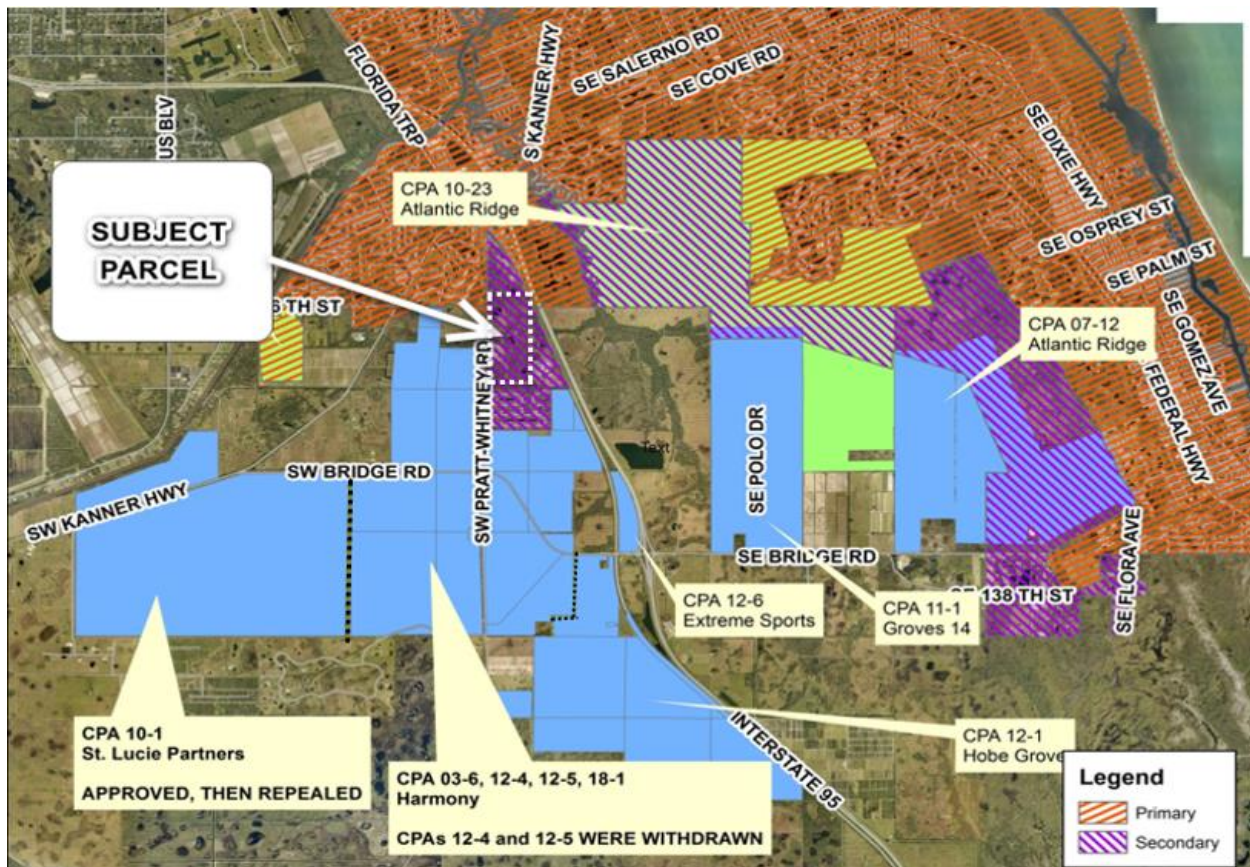 FLORIDA TRP
S KANNER HWY
SE SALERNO RD
SE COVE RD
US BLV
SUBJECT
PARCEL
CPA 10-23
Atlantic Ridge
SE DIXIE HWY
SE OSPREY ST
SE PALM ST
SE GOMEZ AVE
FEDERAL HWY
6 TH ST
CPA 07-12
Atlantic Ridge
SW PRATT-WHITNEY RD
Text
SE POLO DR
SW BRIDGE RD
SW KANNER HWY
SE BRIDGE RD
SE 138 TH ST
SE FLORA AVE
CPA 12-6
Extreme Sports
CPA 11-1
Groves 14
CPA 10-1
St. Lucie Partners
APPROVED, THEN REPEALED
CPA 03-6, 12-4, 12-5, 18-1
Harmony
CPAs 12-4 and 12-5 WERE WITHDRAWN
INTERSTATE 95
CPA 12-1
Hobe Grove
Legend
Primary
Secondary